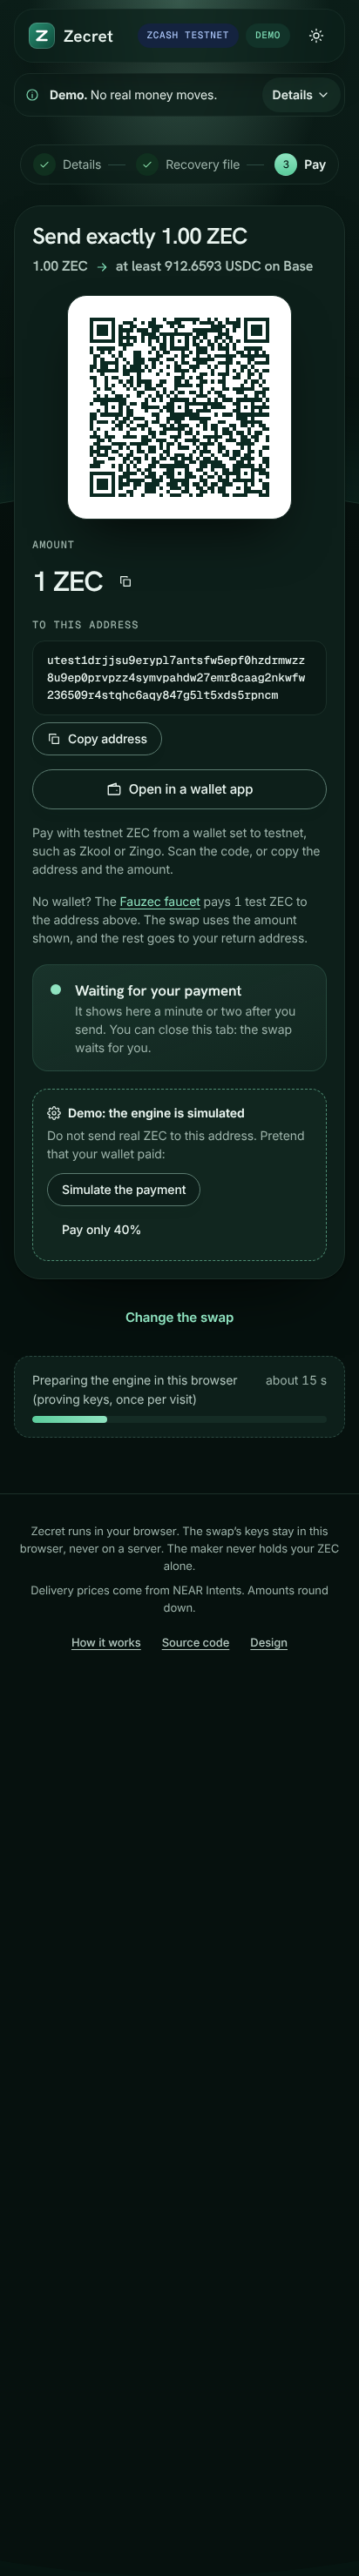 Z Zecret ZCASH TESTNET DEMO
Demo. No real money moves. Details
Details Recovery file 3 Pay
Send exactly 1.00 ZEC
1.00 ZEC → at least 912.6593 USDC on Base
AMOUNT
1 ZEC
TO THIS ADDRESS
utest1drjjsu9erypl7antsfw5epf0hzdrmwzz
8u9ep0prvpzz4symvpahdw27emr8caag2nkwfw
236509r4stqhc6aqy847g5lt5xds5rpncm
Copy address
Open in a wallet app
Pay with testnet ZEC from a wallet set to testnet,
such as Zkool or Zingo. Scan the code, or copy the
address and the amount.
No wallet? The Fauzec faucet pays 1 test ZEC to
the address above. The swap uses the amount
shown, and the rest goes to your return address.
Waiting for your payment
It shows here a minute or two after you
send. You can close this tab: the swap
waits for you.
Demo: the engine is simulated
Do not send real ZEC to this address. Pretend
that your wallet paid:
Simulate the payment
Pay only 40%
Change the swap
Preparing the engine in this browser about 15 s
(proving keys, once per visit)
Zecret runs in your browser. The swap's keys stay in this
browser, never on a server. The maker never holds your ZEC
alone.
Delivery prices come from NEAR Intents. Amounts round
down.
How it works Source code Design